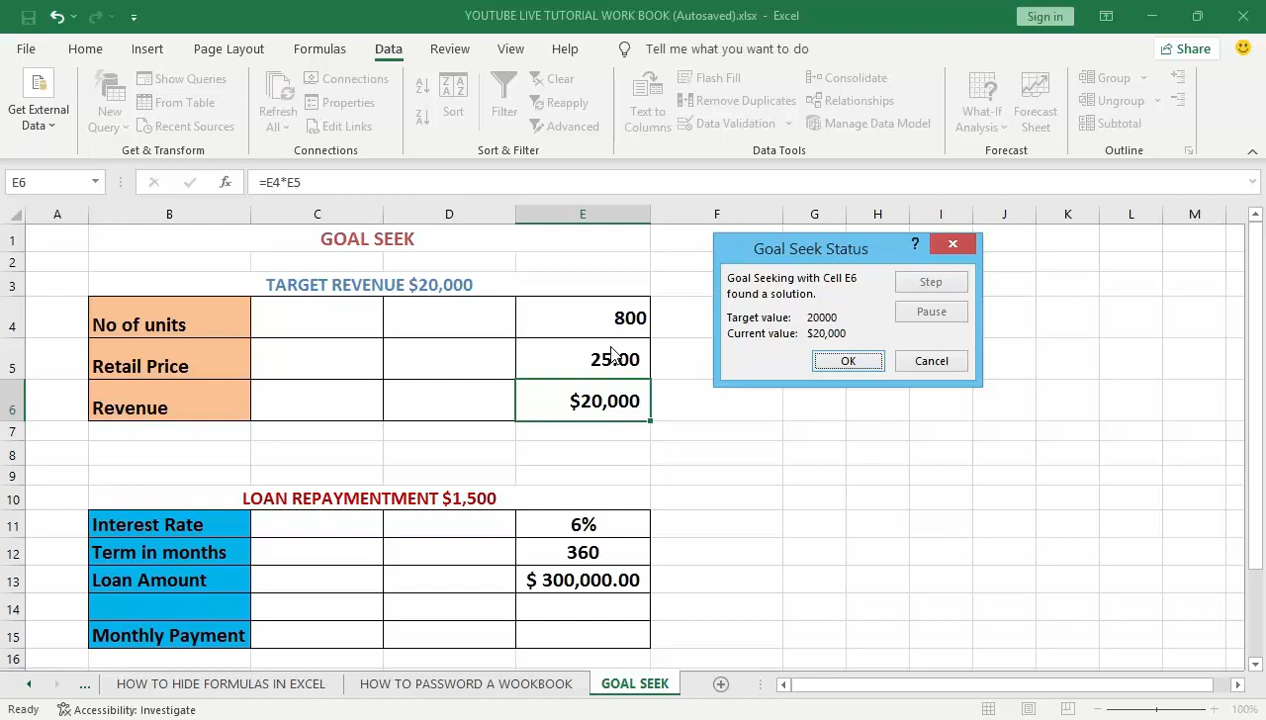 YOUTUBE LIVE TUTORIAL WORK BOOK (Autosaved).xlsx - Excel
Sign in
File Home Insert Page Layout Formulas Data Review View Help Tell me what you want to do Share
Get External Data
New Query
Show Queries
From Table
Recent Sources
Get & Transform
Refresh All
Connections
Properties
Edit Links
Connections
Sort
Filter
Clear
Reapply
Advanced
Sort & Filter
Text to Columns
Flash Fill
Remove Duplicates
Data Validation
Consolidate
Relationships
Manage Data Model
Data Tools
What-If Analysis
Forecast Sheet
Forecast
Group
Ungroup
Subtotal
Outline
E6 fx =E4*E5
A B C D E F G H I J K L M
1 GOAL SEEK
2
3 TARGET REVENUE $20,000
4 No of units 800
5 Retail Price 25.00
6 Revenue $20,000
7
8
9
10 LOAN REPAYMENTMENT $1,500
11 Interest Rate 6%
12 Term in months 360
13 Loan Amount $ 300,000.00
14
15 Monthly Payment
16
Goal Seek Status ?
Goal Seeking with Cell E6
found a solution.
Target value: 20000
Current value: $20,000
Step
Pause
OK Cancel
... HOW TO HIDE FORMULAS IN EXCEL HOW TO PASSWORD A WOOKBOOK GOAL SEEK
Ready Accessibility: Investigate 100%